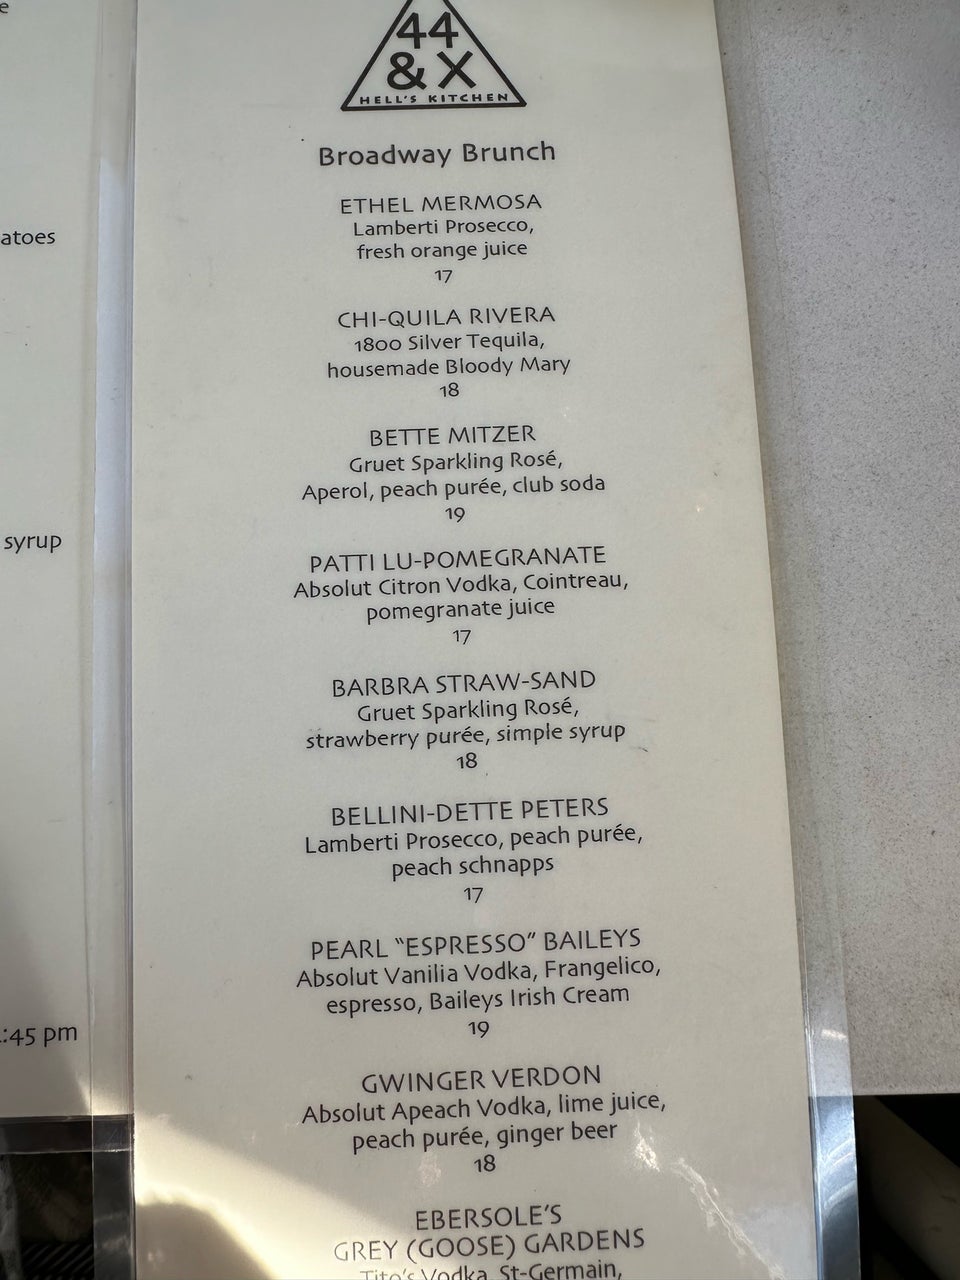 e
atoes
syrup
:45 pm
44
& X
HELL'S KITCHEN
Broadway Brunch
ETHEL MERMOSA
Lamberti Prosecco,
fresh orange juice
17
CHI-QUILA RIVERA
1800 Silver Tequila,
housemade Bloody Mary
18
BETTE MITZER
Gruet Sparkling Rosé,
Aperol, peach purée, club soda
19
PATTI LU-POMEGRANATE
Absolut Citron Vodka, Cointreau,
pomegranate juice
17
BARBRA STRAW-SAND
Gruet Sparkling Rosé,
strawberry purée, simple syrup
18
BELLINI-DETTE PETERS
Lamberti Prosecco, peach purée,
peach schnapps
17
PEARL “ESPRESSO” BAILEYS
Absolut Vanilia Vodka, Frangelico,
espresso, Baileys Irish Cream
19
GWINGER VERDON
Absolut Apeach Vodka, lime juice,
peach purée, ginger beer
18
EBERSOLE'S
GREY (GOOSE) GARDENS
Tito's Vodka, St-Germain,